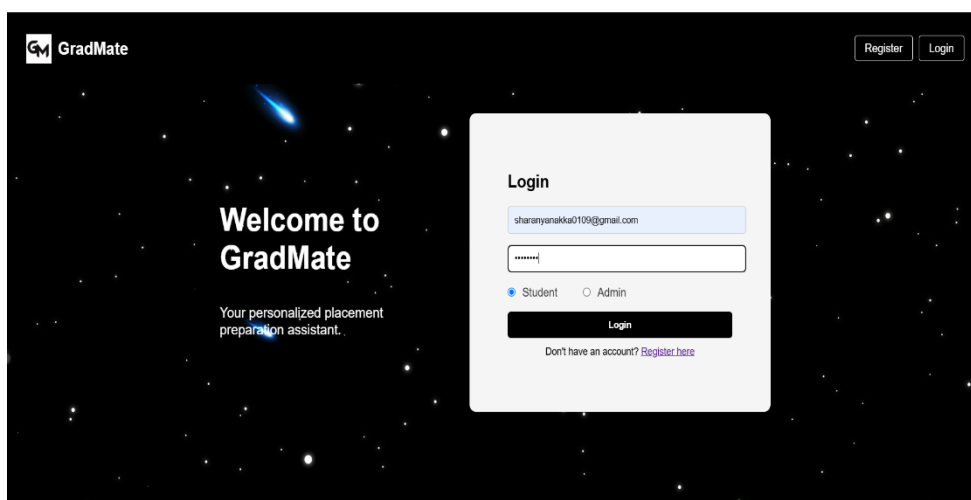 GM GradMate
Register
Login
Welcome to
GradMate
Your personalized placement
preparation assistant.
Login
sharanyanakka0109@gmail.com
••••••••
Student
Admin
Login
Don't have an account? Register here